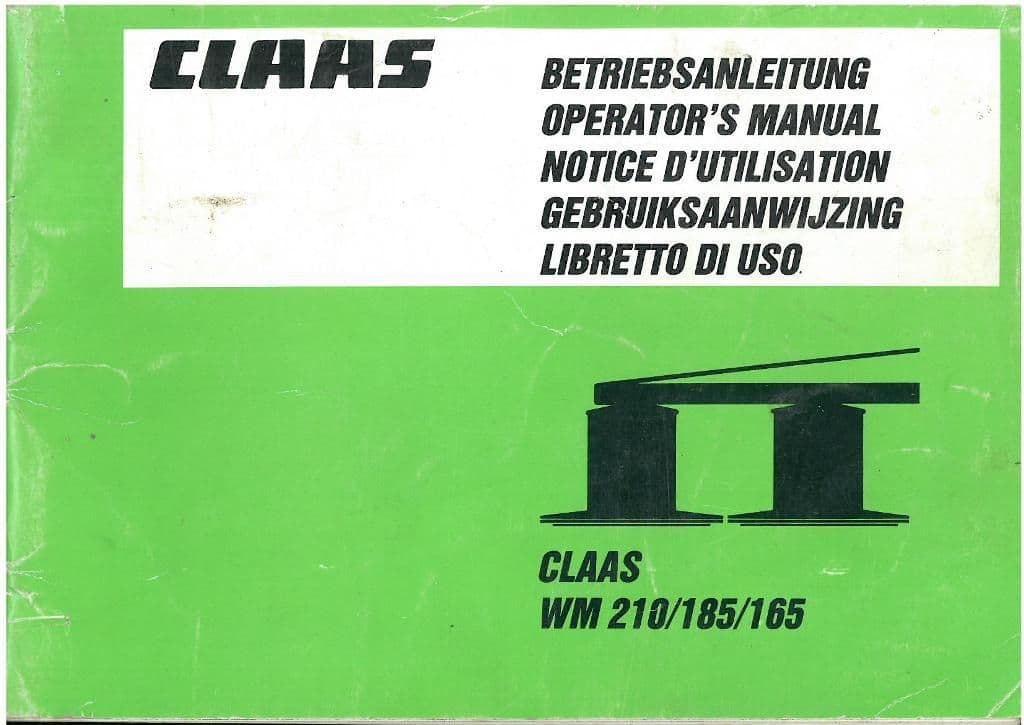 CLAAS
BETRIEBSANLEITUNG
OPERATOR'S MANUAL
NOTICE D'UTILISATION
GEBRUIKSAANWIJZING
LIBRETTO DI USO
CLAAS
WM 210/185/165